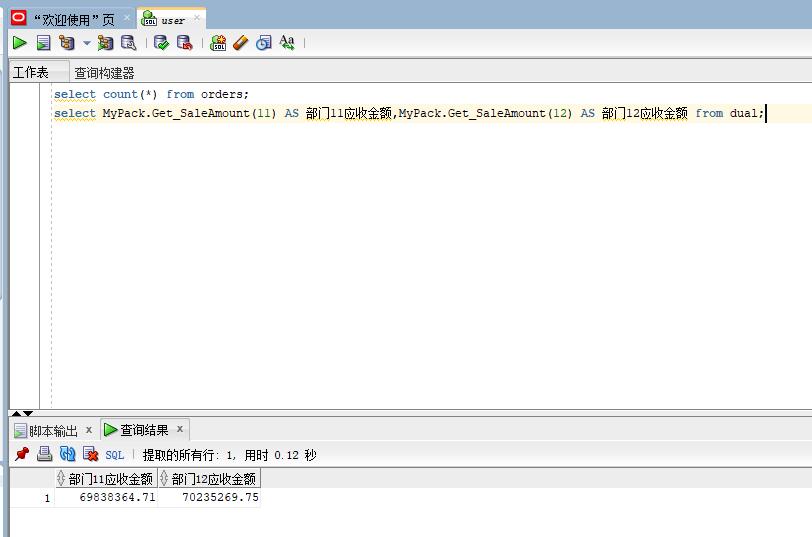 “欢迎使用”页 user
工作表 查询构建器
select count(*) from orders;
select MyPack.Get_SaleAmount(11) AS 部门11应收金额,MyPack.Get_SaleAmount(12) AS 部门12应收金额 from dual;
脚本输出 x 查询结果 x
SQL | 提取的所有行: 1, 用时 0.12 秒
部门11应收金额 部门12应收金额
1 69838364.71 70235269.75